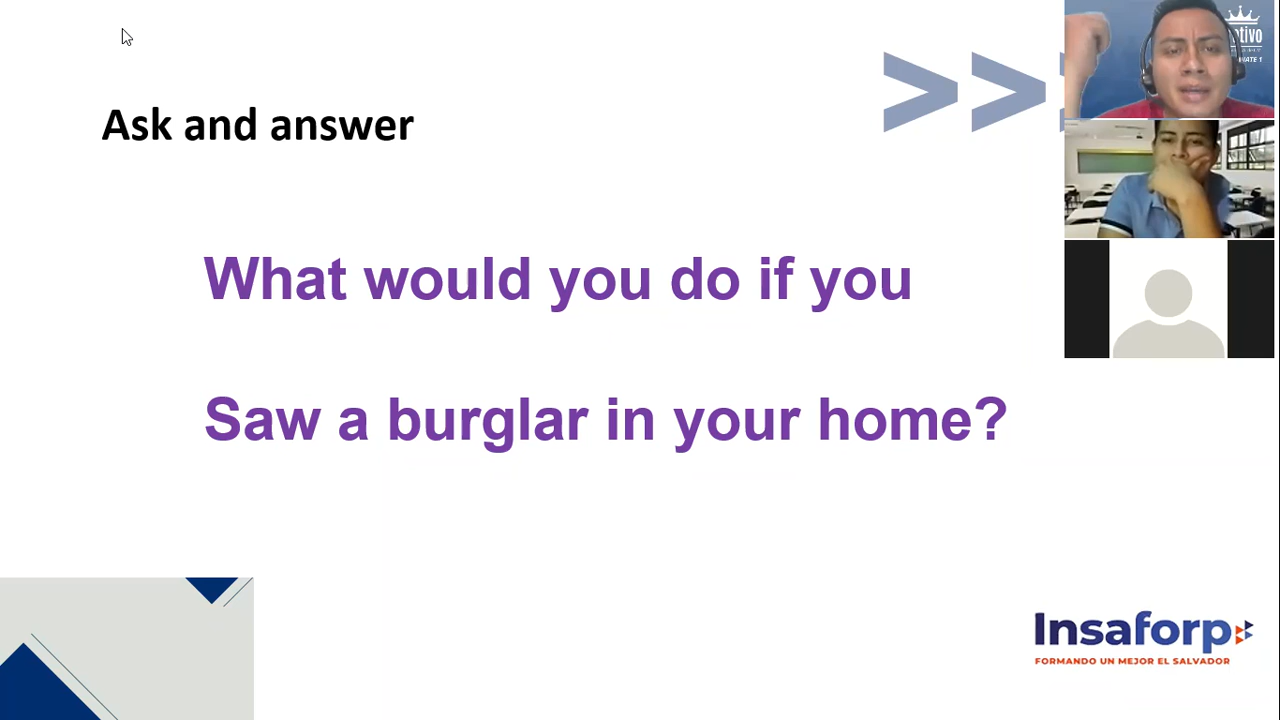 Ask and answer
>>
What would you do if you
Saw a burglar in your home?
Insaforp
FORMANDO UN MEJOR EL SALVADOR